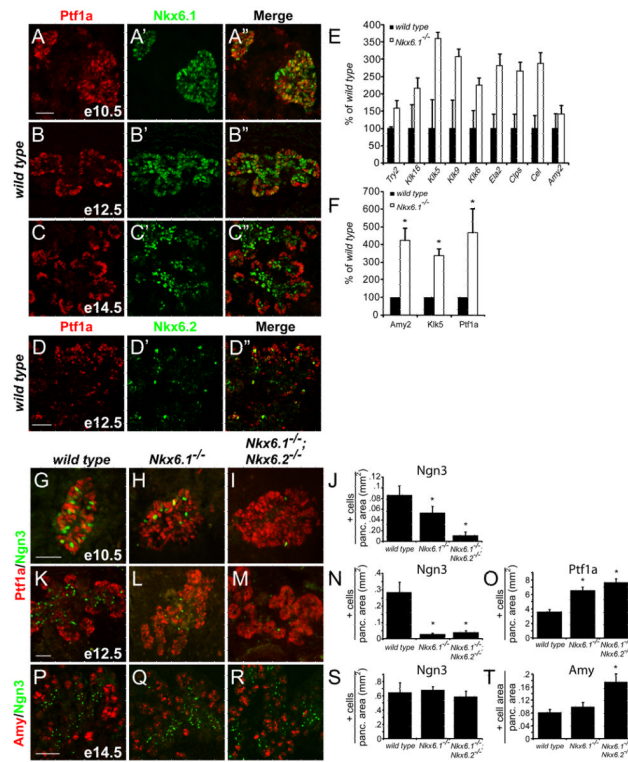 Ptf1a Nkx6.1 Merge
A A' A"
e10.5
B B' B"
wild type
e12.5
C C' C"
e14.5
Ptf1a Nkx6.2 Merge
D D' D"
wild type
e12.5
E
wild type
Nkx6.1-/-
% of wild type
400
350
300
250
200
150
100
50
0
Try2 Klk16 Klk5 Klk9 Klk6 Ela2 Clps Cel Amy2
F
wild type
Nkx6.1-/-
% of wild type
700
600
500
400
300
200
100
* * *
Amy2 Klk5 Ptf1a
wild type Nkx6.1-/- Nkx6.1-/-;
Nkx6.2-/-
Ptf1a/Ngn3
G H I
e10.5
K L M
e12.5
Amy/Ngn3
P Q R
e14.5
J Ngn3
+ cells
panc. area (mm2)
.12
.1
.08
.06
.04
.02
0
* *
wild type Nkx6.1-/- Nkx6.1-/-;
Nkx6.2-/-
N Ngn3
+ cells
panc. area (mm2)
.4
.3
.2
.1
0
* *
wild type Nkx6.1-/- Nkx6.1-/-;
Nkx6.2-/-
O Ptf1a
+ cells
panc. area (mm2)
8
6
4
2
0
* *
wild type Nkx6.1-/- Nkx6.1-/-;
S Ngn3
+ cells
panc. area (mm2)
.8
.6
.4
.2
0
wild type Nkx6.1-/- Nkx6.1-/-;
Nkx6.2-/-
T Amy
+ cell area
panc. area (mm2)
.2
0.16
0.12
0.08
.04
0
*
wild type Nkx6.1-/- Nkx6.1-/-;